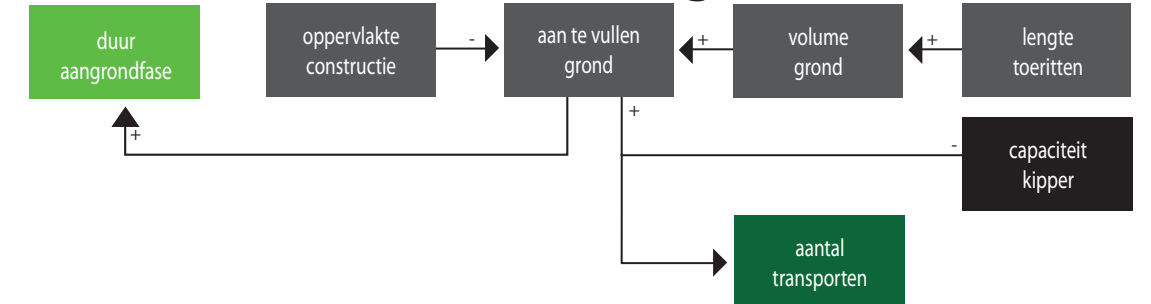 duur
aangrondfase
oppervlakte
constructie
-
aan te vullen
grond
+
volume
grond
+
lengte
toeritten
+
+
-
capaciteit
kipper
aantal
transporten